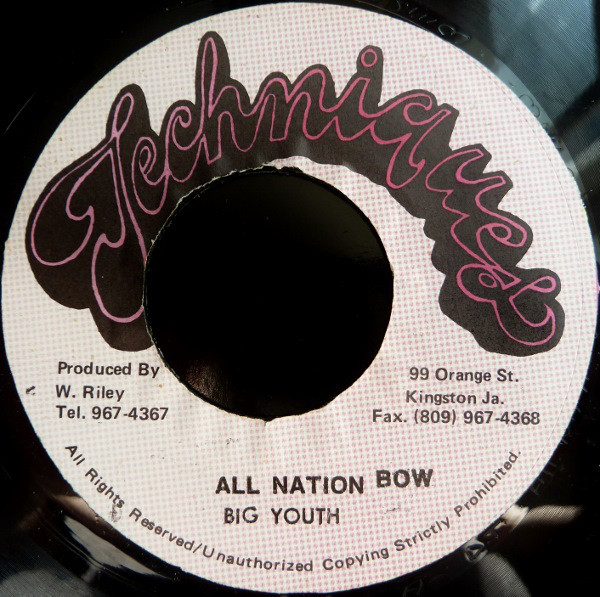 Techniques
Produced By
W. Riley
Tel. 967-4367
99 Orange St.
Kingston Ja.
Fax. (809) 967-4368
ALL NATION BOW
BIG YOUTH
All Rights Reserved/Unauthorized Copying Strictly Prohibited.